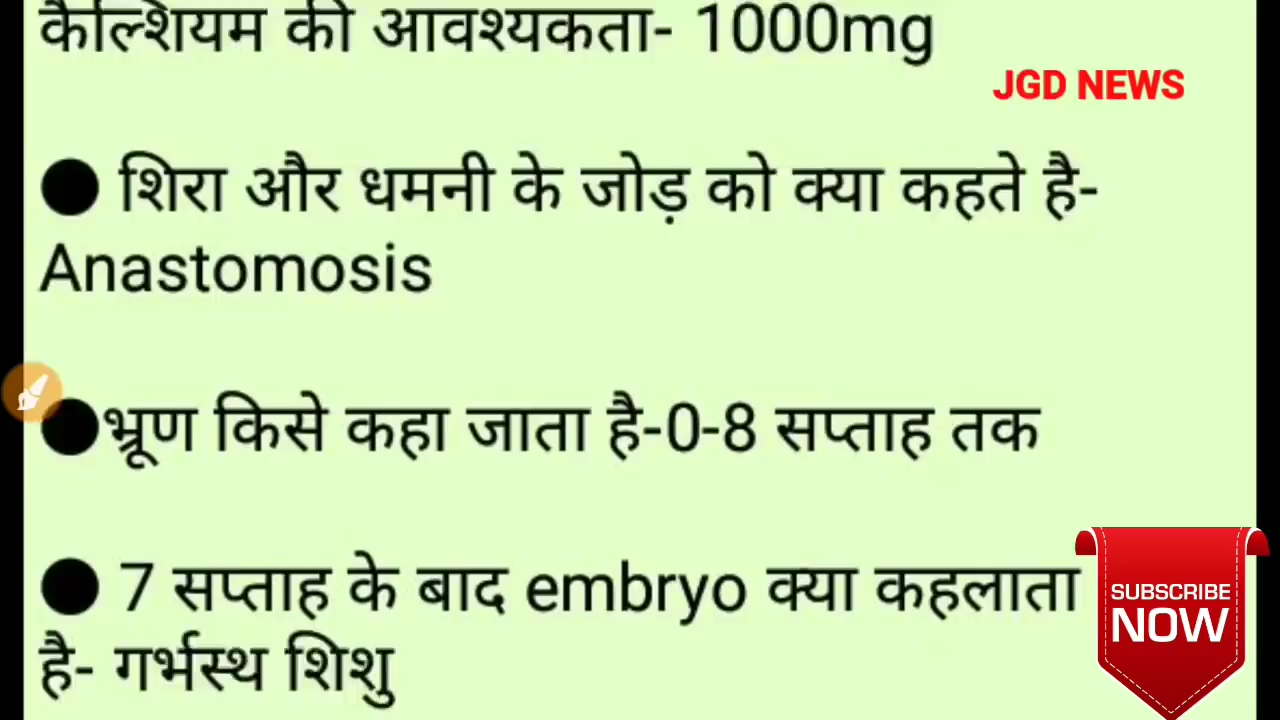 कैल्शियम की आवश्यकता- 1000mg
JGD NEWS
● शिरा और धमनी के जोड़ को क्या कहते है-
Anastomosis
●भ्रूण किसे कहा जाता है-0-8 सप्ताह तक
● 7 सप्ताह के बाद embryo क्या कहलाता
है- गर्भस्थ शिशु
SUBSCRIBE
NOW